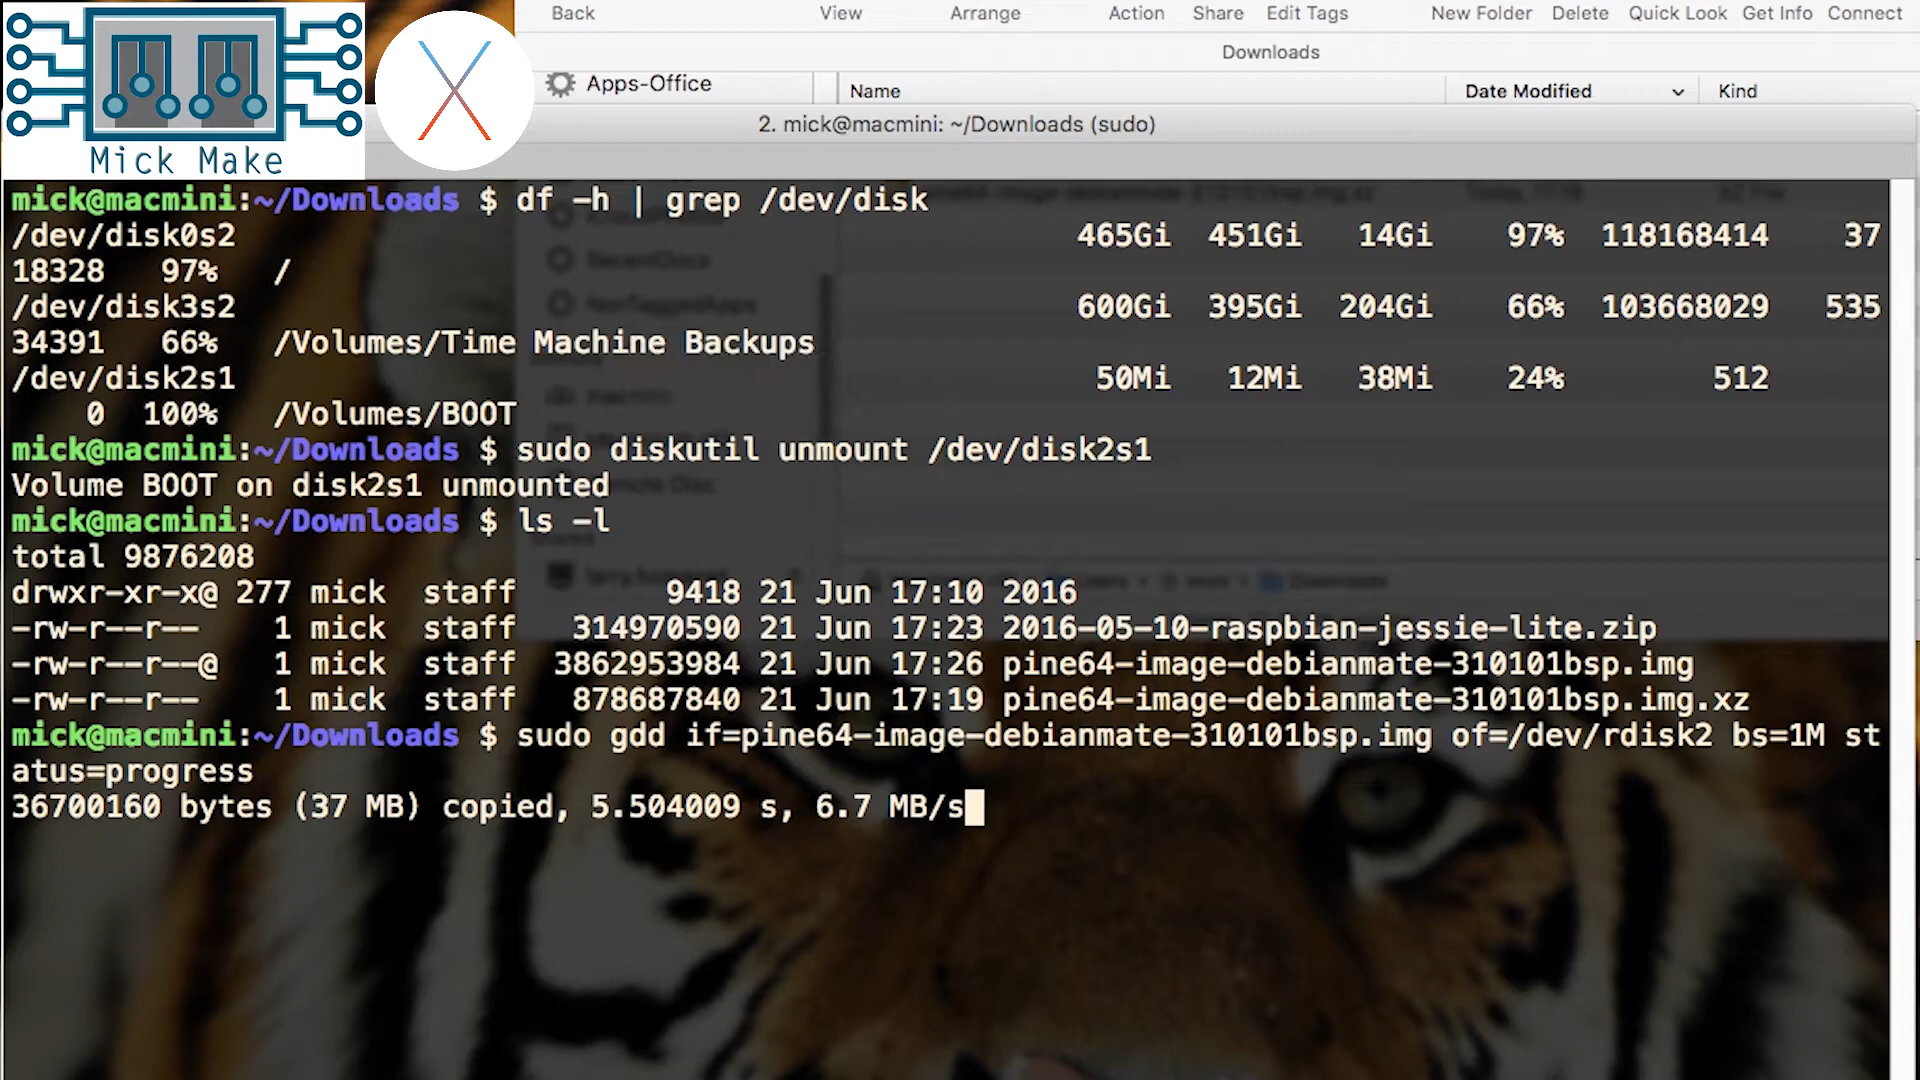 Back View Arrange Action Share Edit Tags New Folder Delete Quick Look Get Info Connect
Downloads
Apps-Office Name Date Modified Kind
2. mick@macmini: ~/Downloads (sudo)
Mick Make
mick@macmini:~/Downloads $ df -h | grep /dev/disk
/dev/disk0s2 465Gi 451Gi 14Gi 97% 118168414 37
18328 97% /
/dev/disk3s2 600Gi 395Gi 204Gi 66% 103668029 535
34391 66% /Volumes/Time Machine Backups
/dev/disk2s1 50Mi 12Mi 38Mi 24% 512
0 100% /Volumes/BOOT
mick@macmini:~/Downloads $ sudo diskutil unmount /dev/disk2s1
Volume BOOT on disk2s1 unmounted
mick@macmini:~/Downloads $ ls -l
total 9876208
drwxr-xr-x@ 277 mick staff 9418 21 Jun 17:10 2016
-rw-r--r-- 1 mick staff 314970590 21 Jun 17:23 2016-05-10-raspbian-jessie-lite.zip
-rw-r--r--@ 1 mick staff 3862953984 21 Jun 17:26 pine64-image-debianmate-310101bsp.img
-rw-r--r-- 1 mick staff 878687840 21 Jun 17:19 pine64-image-debianmate-310101bsp.img.xz
mick@macmini:~/Downloads $ sudo gdd if=pine64-image-debianmate-310101bsp.img of=/dev/rdisk2 bs=1M st
atus=progress
36700160 bytes (37 MB) copied, 5.504009 s, 6.7 MB/s